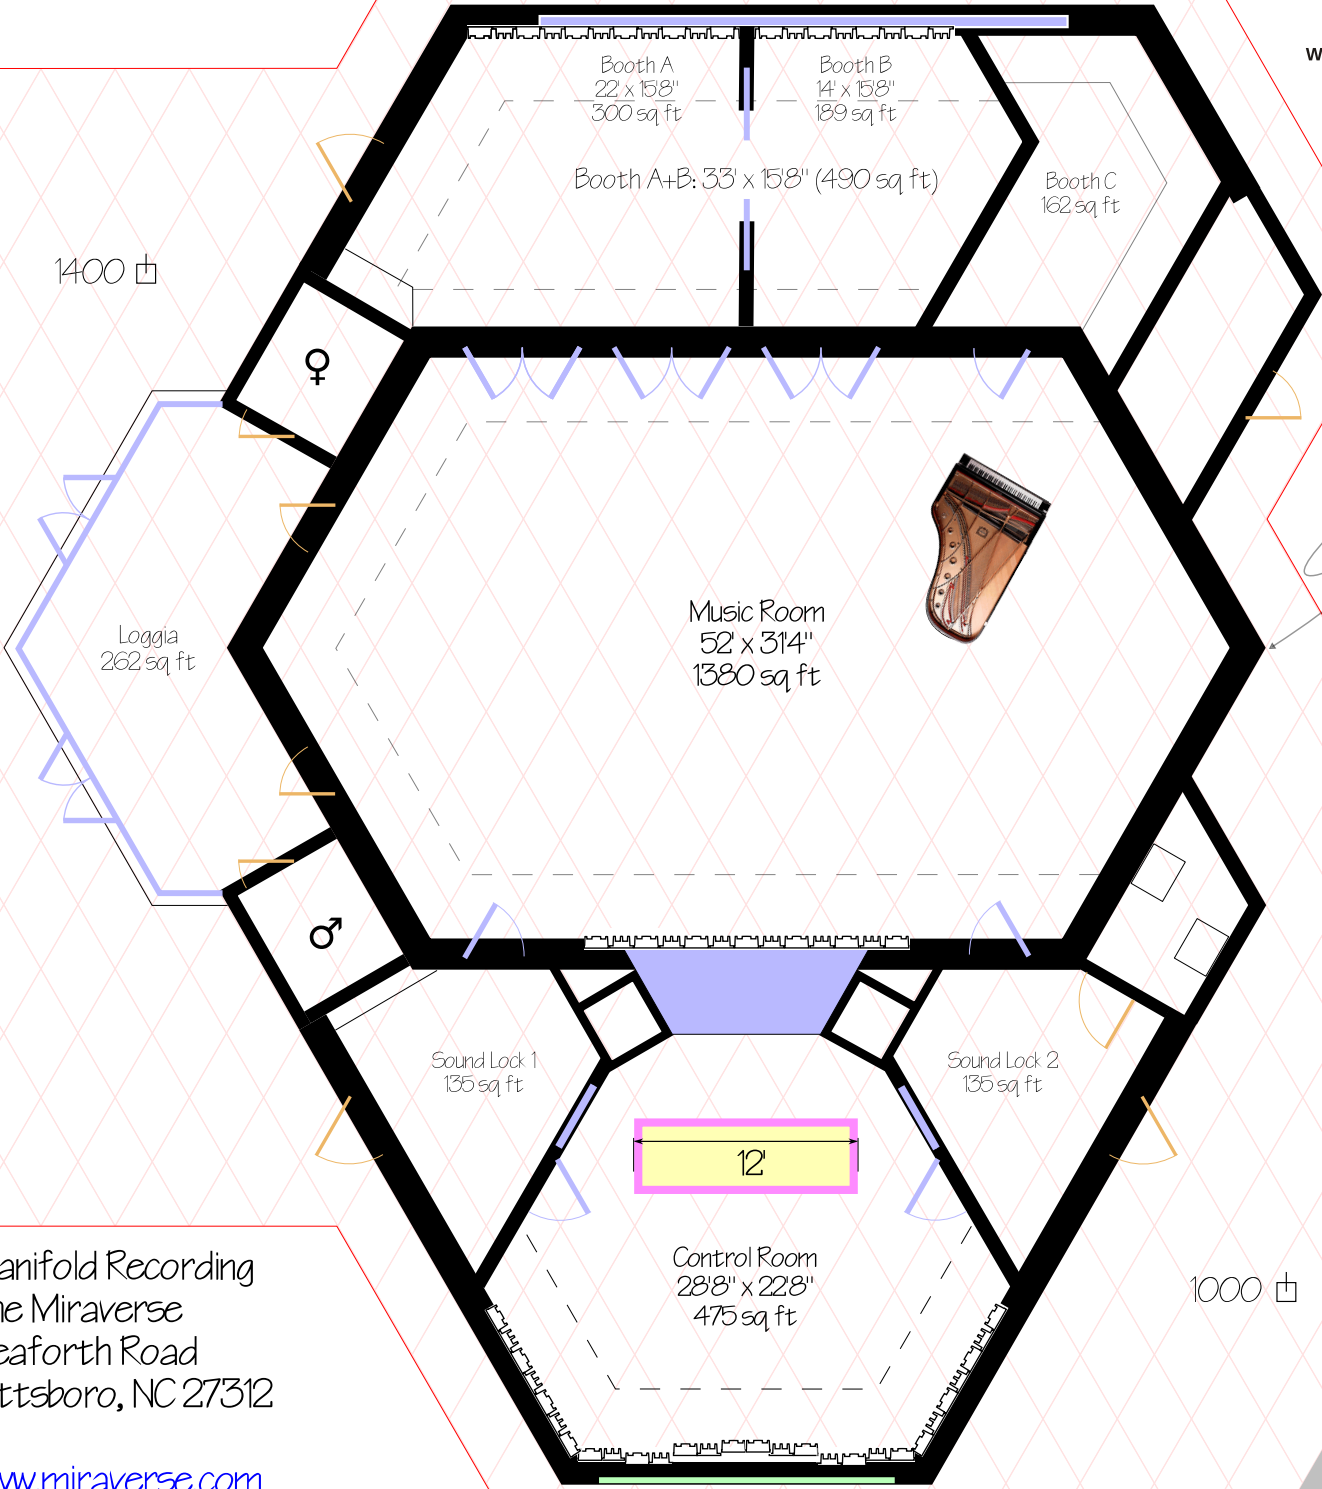 W
Booth A
22' x 15'8"
300 sq ft
Booth B
14' x 15'8"
189 sq ft
Booth A+B: 33' x 15'8" (490 sq ft)
Booth C
162 sq ft
1400
♀
Music Room
52' x 31'4"
1380 sq ft
Loggia
262 sq ft
♂
Sound Lock 1
135 sq ft
Sound Lock 2
135 sq ft
12'
Control Room
28'8" x 22'8"
475 sq ft
1000
anifold Recording
he Miraverse
eaforth Road
ttsboro, NC 27312
ww.miraverse.com